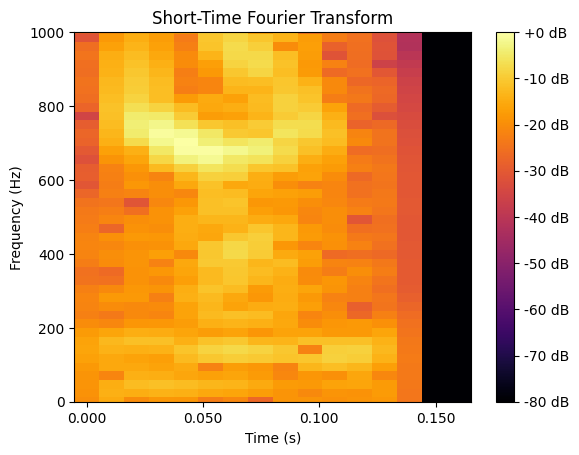 Short-Time Fourier Transform
1000
800
600
400
200
0
Frequency (Hz)
0.000
0.050
0.100
0.150
Time (s)
+0 dB
-10 dB
-20 dB
-30 dB
-40 dB
-50 dB
-60 dB
-70 dB
-80 dB